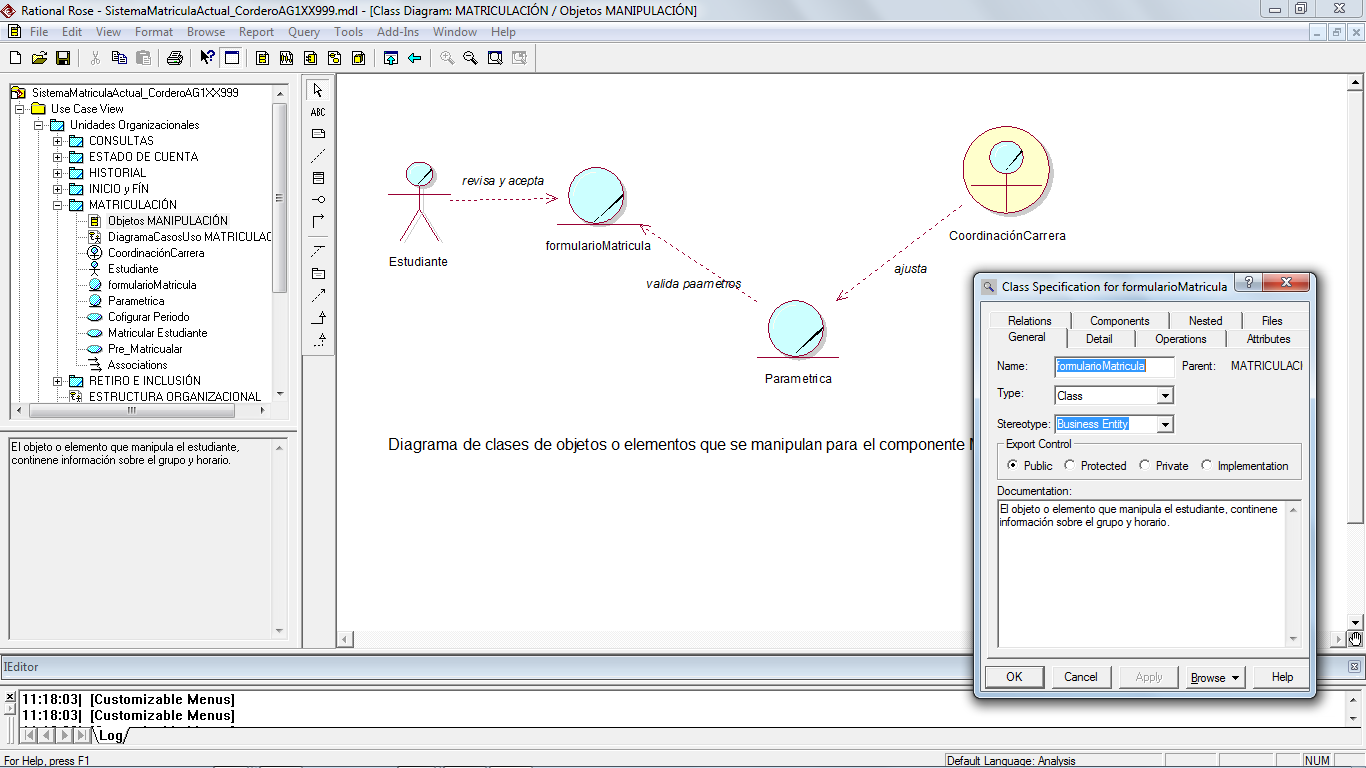 Rational Rose - SistemaMatriculaActual_CorderoAG1XX999.mdl - [Class Diagram: MATRICULACIÓN / Objetos MANIPULACIÓN]
File Edit View Format Browse Report Query Tools Add-Ins Window Help
SistemaMatriculaActual_CorderoAG1XX999
Use Case View
Unidades Organizacionales
CONSULTAS
ESTADO DE CUENTA
HISTORIAL
INICIO y FÍN
MATRICULACIÓN
Objetos MANIPULACIÓN
DiagramaCasosUso MATRICULAC
CoordinaciónCarrera
Estudiante
formularioMatricula
Parametrica
Cofigurar Periodo
Matricular Estudiante
Pre_Matricualar
Associations
RETIRO E INCLUSIÓN
ESTRUCTURA ORGANIZACIONAL
El objeto o elemento que manipula el estudiante,
continene información sobre el grupo y horario.
ABC
revisa y acepta
Estudiante
formularioMatricula
CoordinaciónCarrera
valida paametros
ajusta
Parametrica
Diagrama de clases de objetos o elementos que se manipulan para el componente
Class Specification for formularioMatricula
Relations Components Nested Files
General Detail Operations Attributes
Name: formularioMatricula Parent: MATRICULACI
Type: Class
Stereotype: Business Entity
Export Control
Public Protected Private Implementation
Documentation:
El objeto o elemento que manipula el estudiante, continene
información sobre el grupo y horario.
OK Cancel Apply Browse Help
IEditor
11:18:03| [Customizable Menus]
11:18:03| [Customizable Menus]
Log
For Help, press F1
Default Language: Analysis
NUM